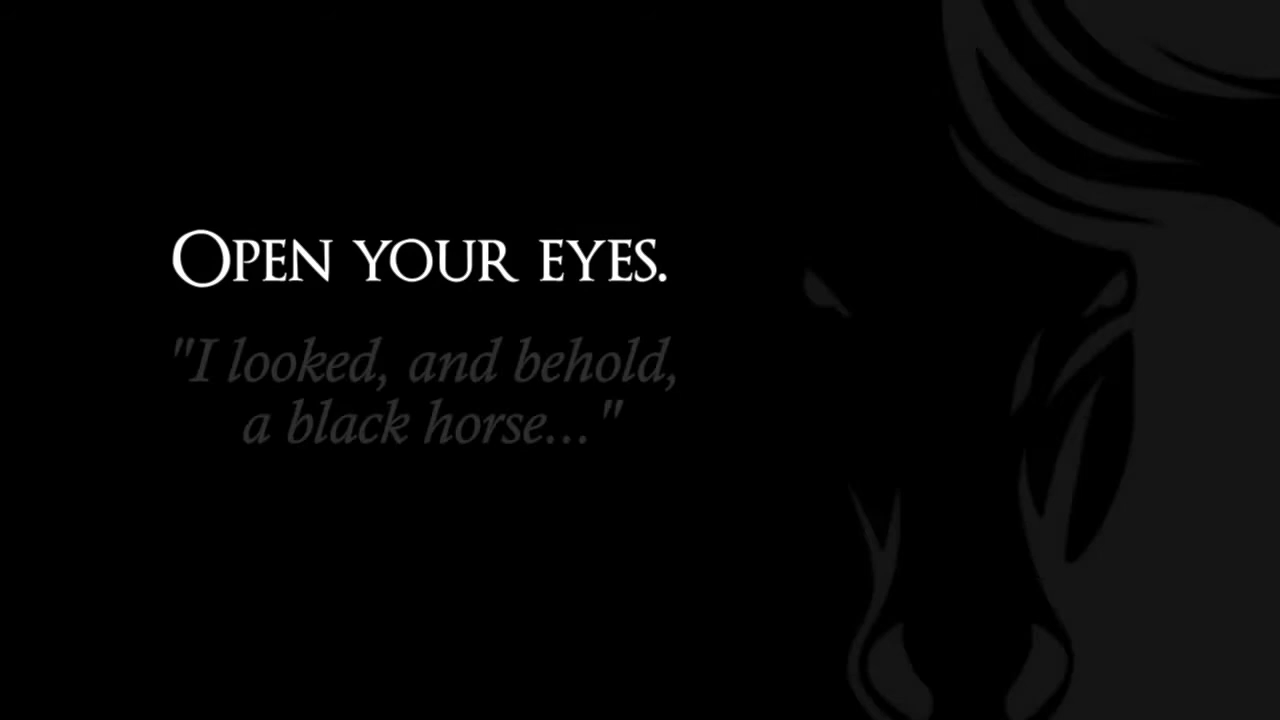 Open your eyes.
"I looked, and behold,
a black horse..."